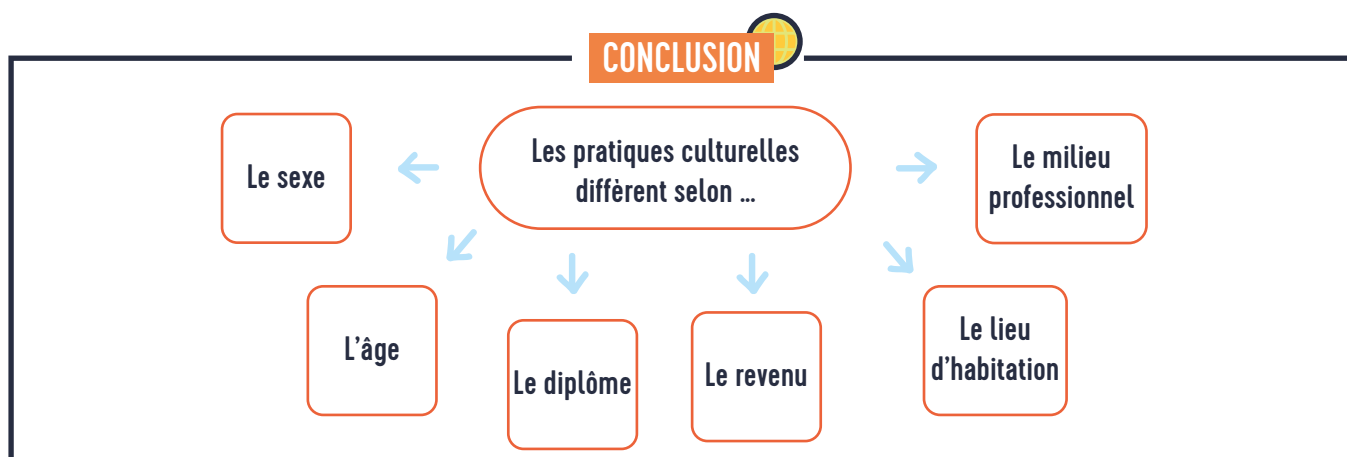 CONCLUSION
Les pratiques culturelles
diffèrent selon ...
Le sexe
Le milieu
professionnel
L'âge
Le diplôme
Le revenu
Le lieu
d'habitation